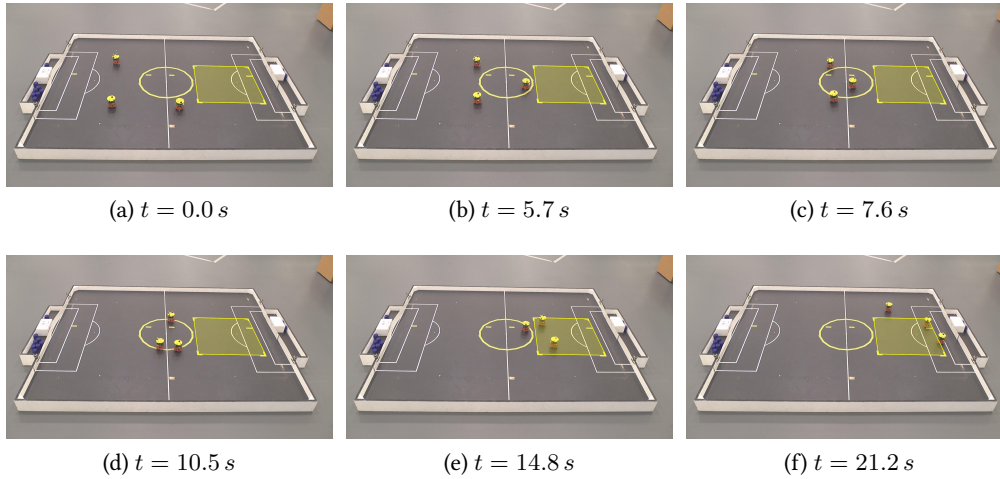 (a) t = 0.0 s
(b) t = 5.7 s
(c) t = 7.6 s
(d) t = 10.5 s
(e) t = 14.8 s
(f) t = 21.2 s